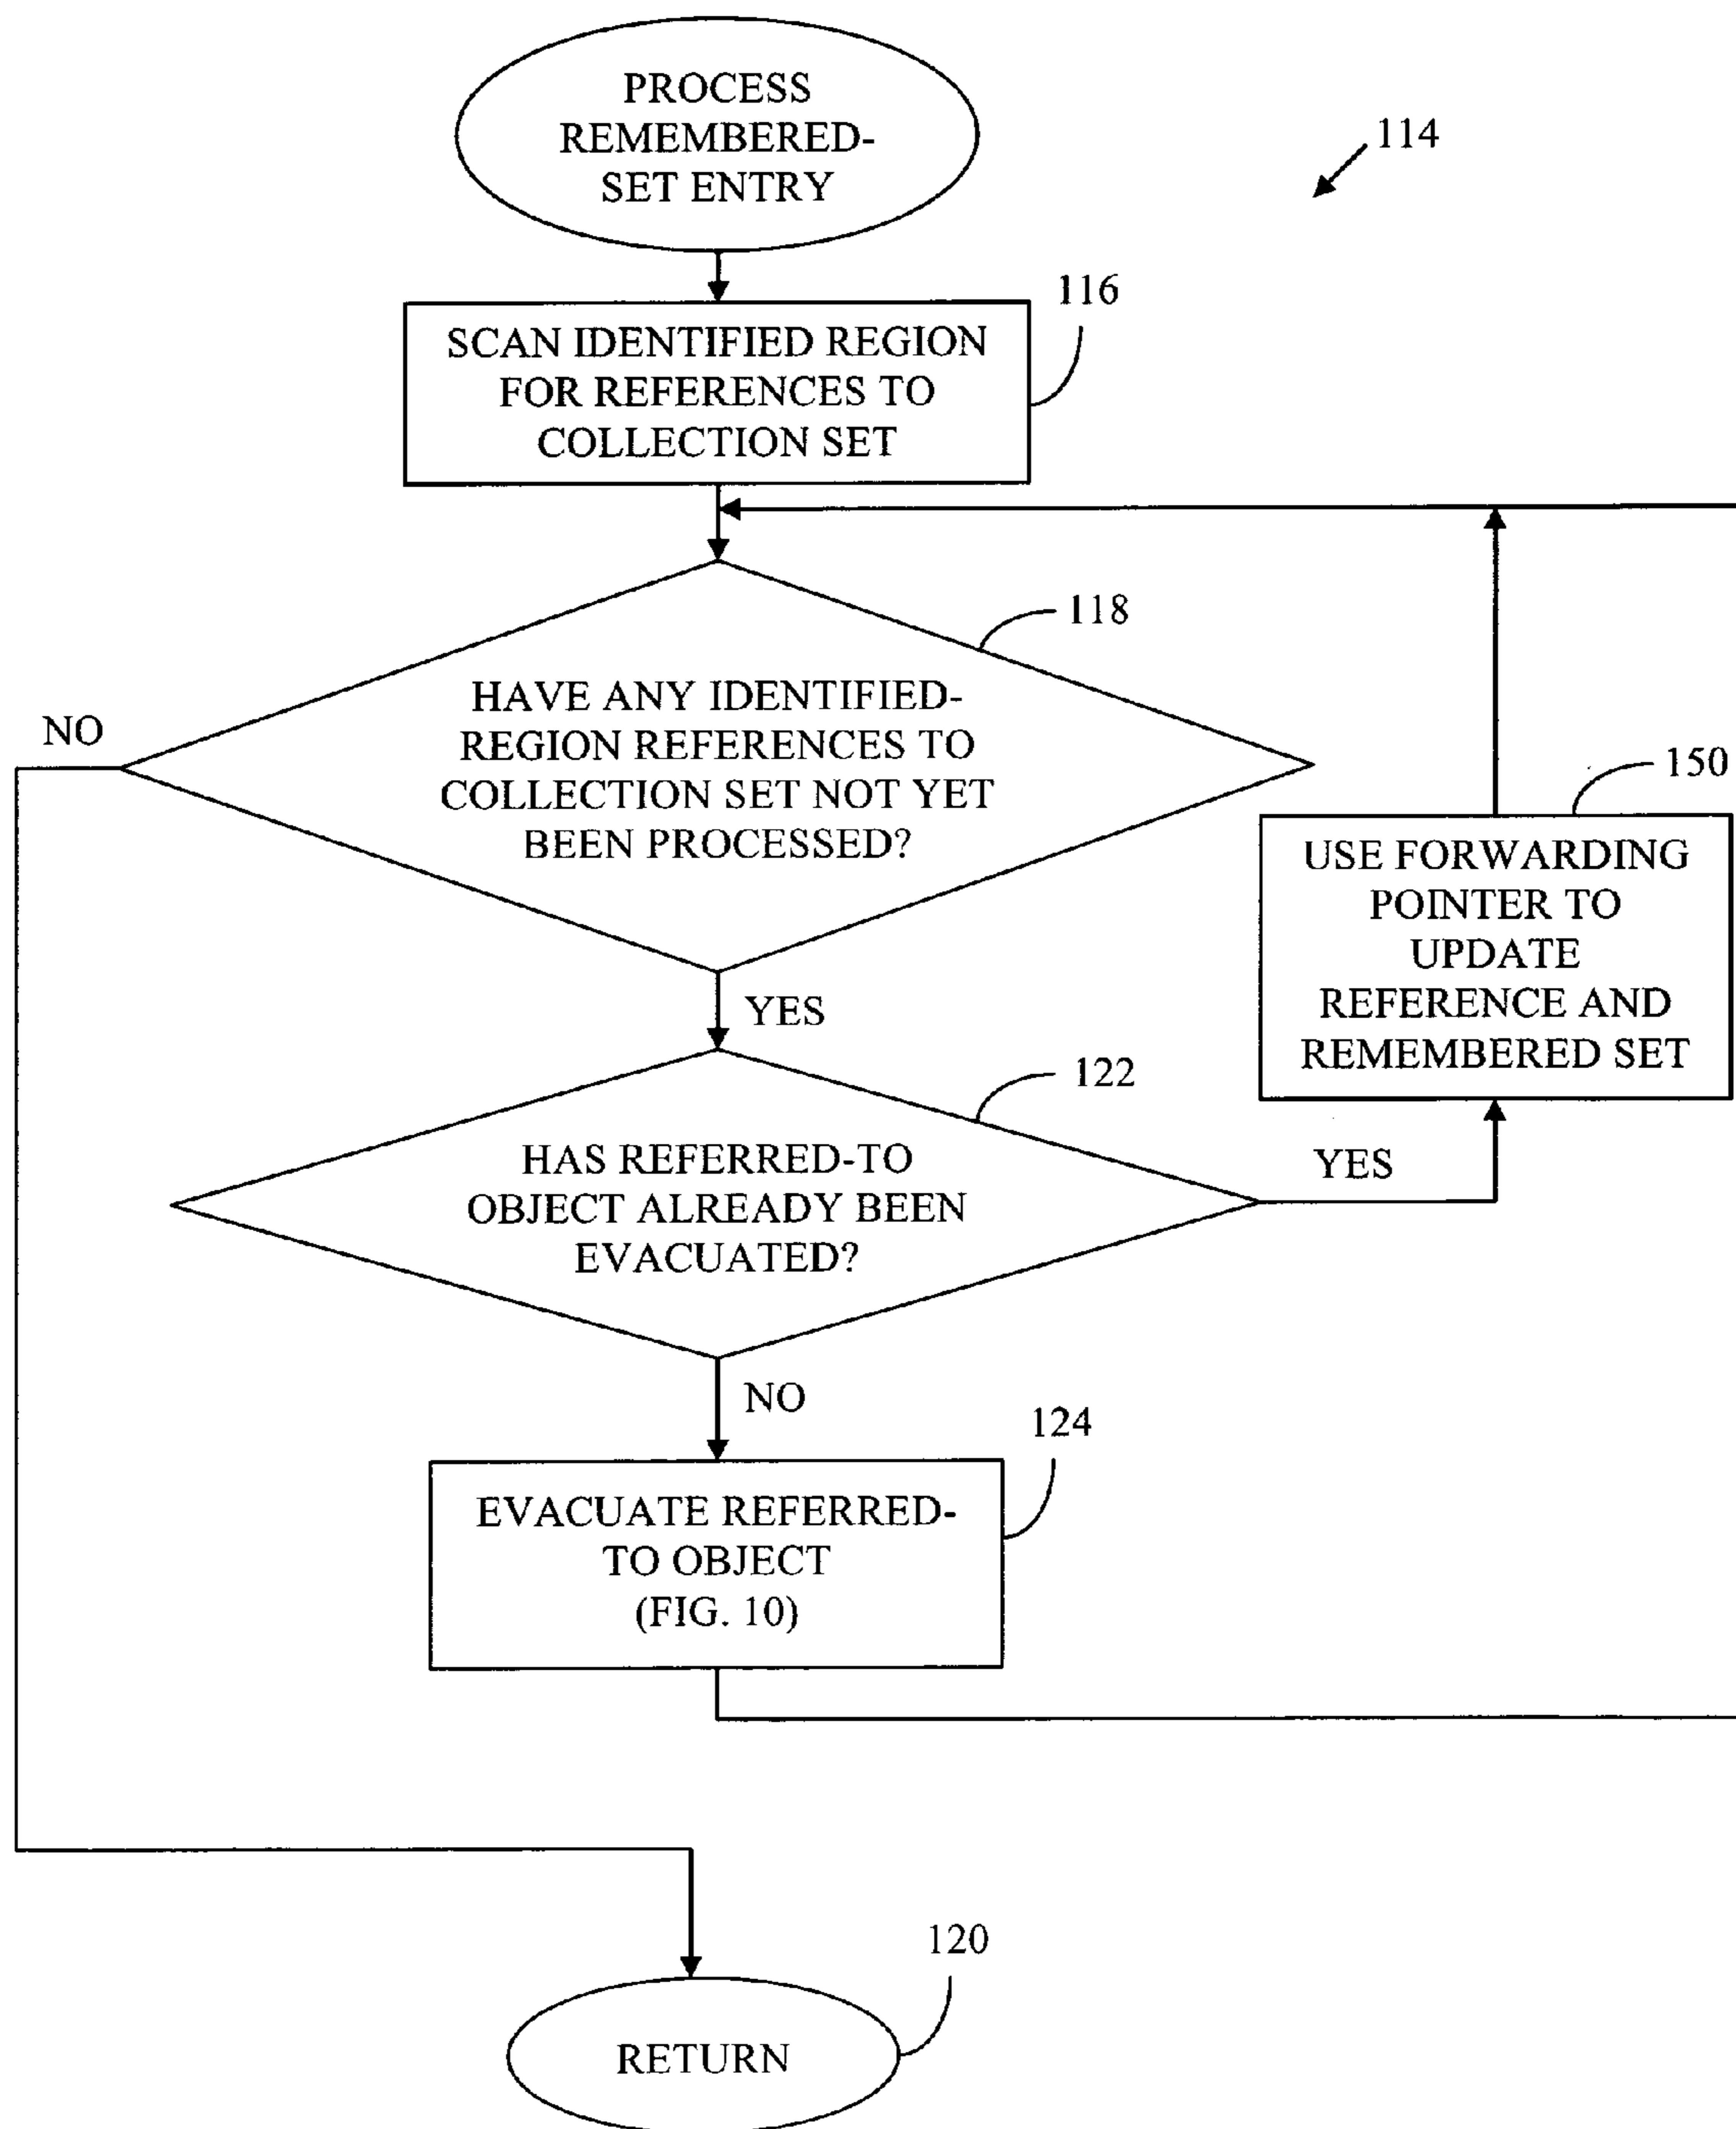 PROCESS
REMEMBERED-
SET ENTRY
114
116
SCAN IDENTIFIED REGION
FOR REFERENCES TO
COLLECTION SET
118
HAVE ANY IDENTIFIED-
REGION REFERENCES TO
COLLECTION SET NOT YET
BEEN PROCESSED?
NO
150
USE FORWARDING
POINTER TO
UPDATE
REFERENCE AND
REMEMBERED SET
YES
122
HAS REFERRED-TO
OBJECT ALREADY BEEN
EVACUATED?
YES
NO
124
EVACUATE REFERRED-
TO OBJECT
(FIG. 10)
120
RETURN